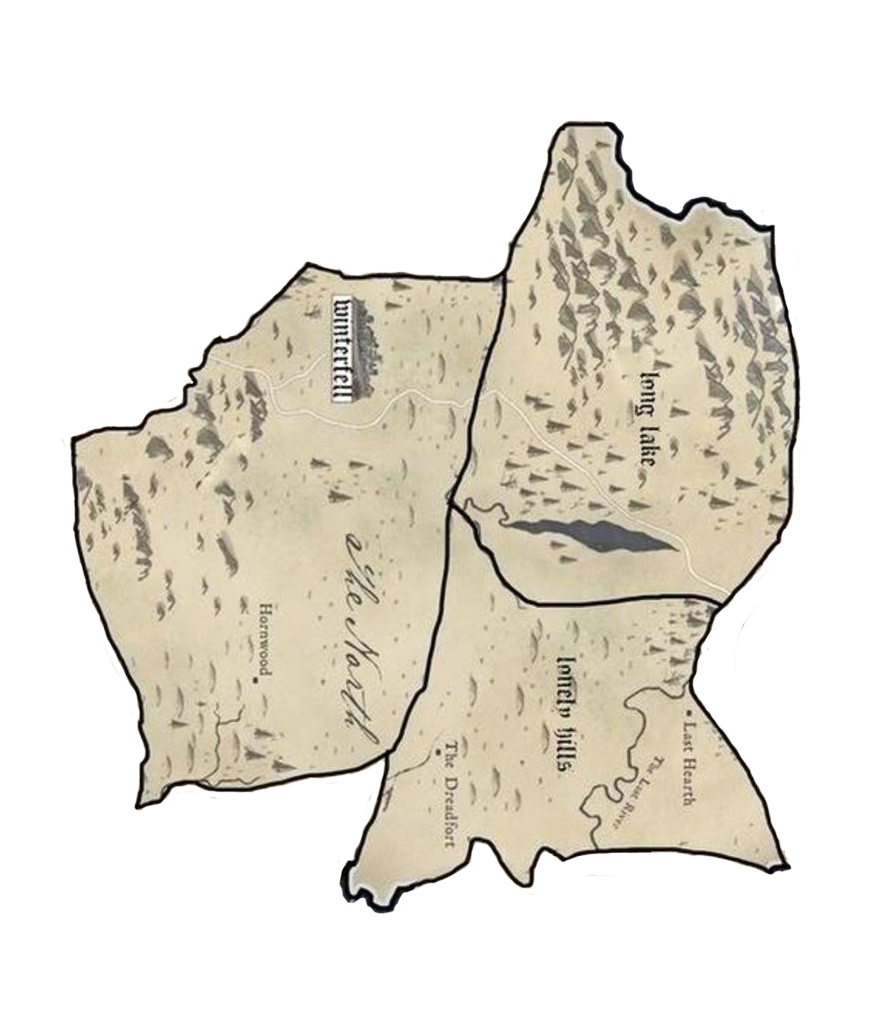 long lake
Last Hearth
The Last River
lonely hills
The Dreadfort
winterfell
The North
Hornwood